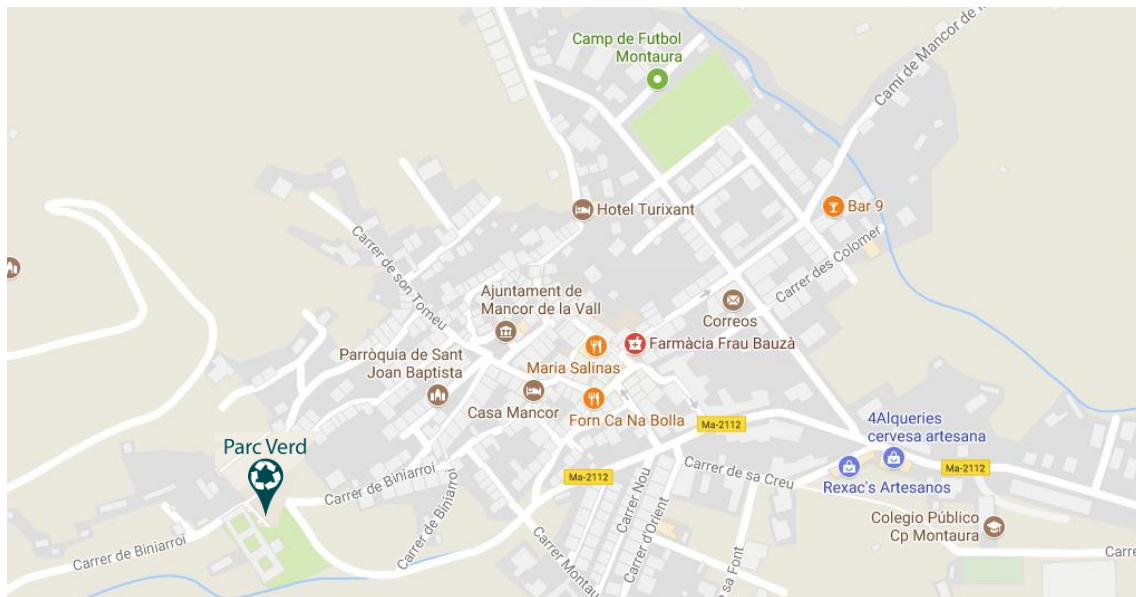 Camp de Futbol
Montaura
Camí de Mancor de
Hotel Turixant
Bar 9
Carrer de son Tomeu
Carrer des Colomer
Ajuntament de
Mancor de la Vall
Correos
Farmàcia Frau Bauzà
Parròquia de Sant
Joan Baptista
Maria Salinas
Casa Mancor
Forn Ca Na Bolla
Ma-2112
4Alqueries
cervesa artesana
Parc Verd
Ma-2112
Carrer de sa Creu
Ma-2112
Rexac's Artesanos
Carrer de Biniarroi
Carrer Nou
Colegio Público
Cp Montaura
Carrer de Biniarroi
Carrer d'Orient
Carrer de Biniarroi
Carrer Montau
sa Font
Carre